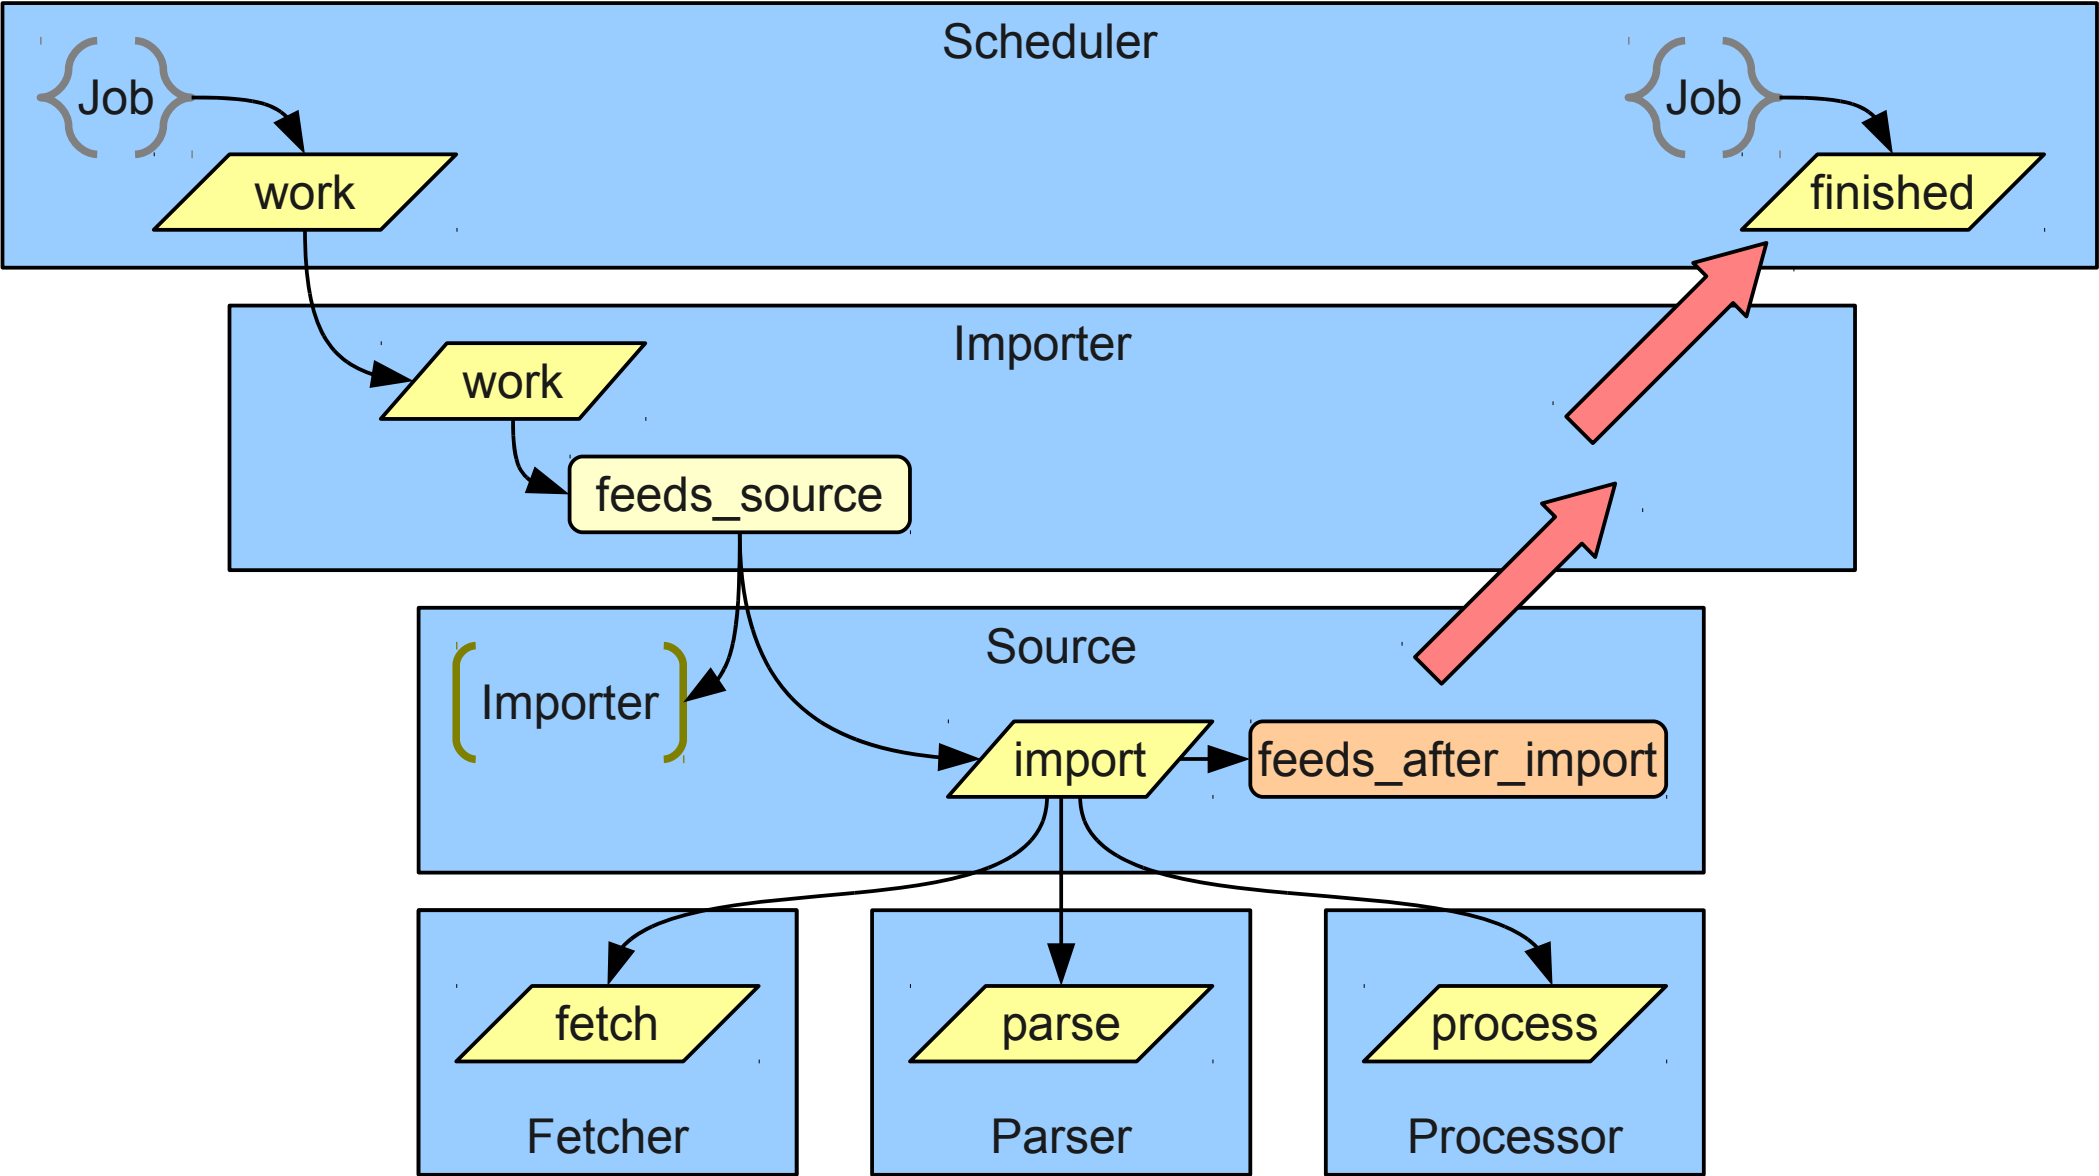 Scheduler
Job
Job
work
finished
Importer
work
feeds_source
Source
Importer
import
feeds_after_import
fetch
parse
process
Fetcher
Parser
Processor